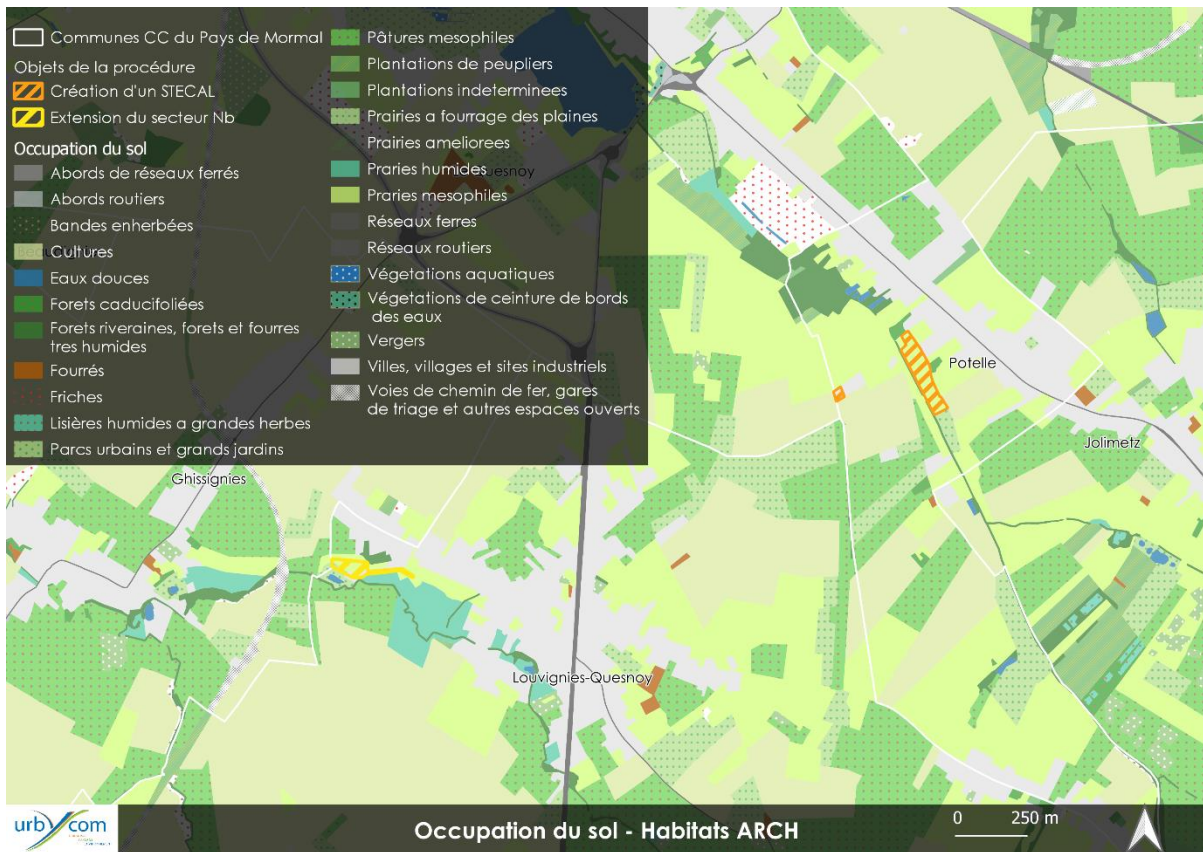 Communes CC du Pays de Mormal
Objets de la procédure
Création d'un STECAL
Extension du secteur Nb
Occupation du sol
Abords de réseaux ferrés
Abords routiers
Bandes enherbées
Cultures
Eaux douces
Forets caducifoliées
Forets riveraines, forets et fourres
tres humides
Fourrés
Friches
Lisières humides a grandes herbes
Parcs urbains et grands jardins
Pâtures mesophiles
Plantations de peupliers
Plantations indeterminees
Prairies a fourrage des plaines
Prairies ameliorees
Praries humides
Praries mesophiles
Réseaux ferres
Réseaux routiers
Végetations aquatiques
Végetations de ceinture de bords
des eaux
Vergers
Villes, villages et sites industriels
Voies de chemin de fer, gares
de triage et autres espaces ouverts
Potelle
Jolimetz
Ghissignies
Louvignies-Quesnoy
urbycom
Occupation du sol - Habitats ARCH
0 250 m